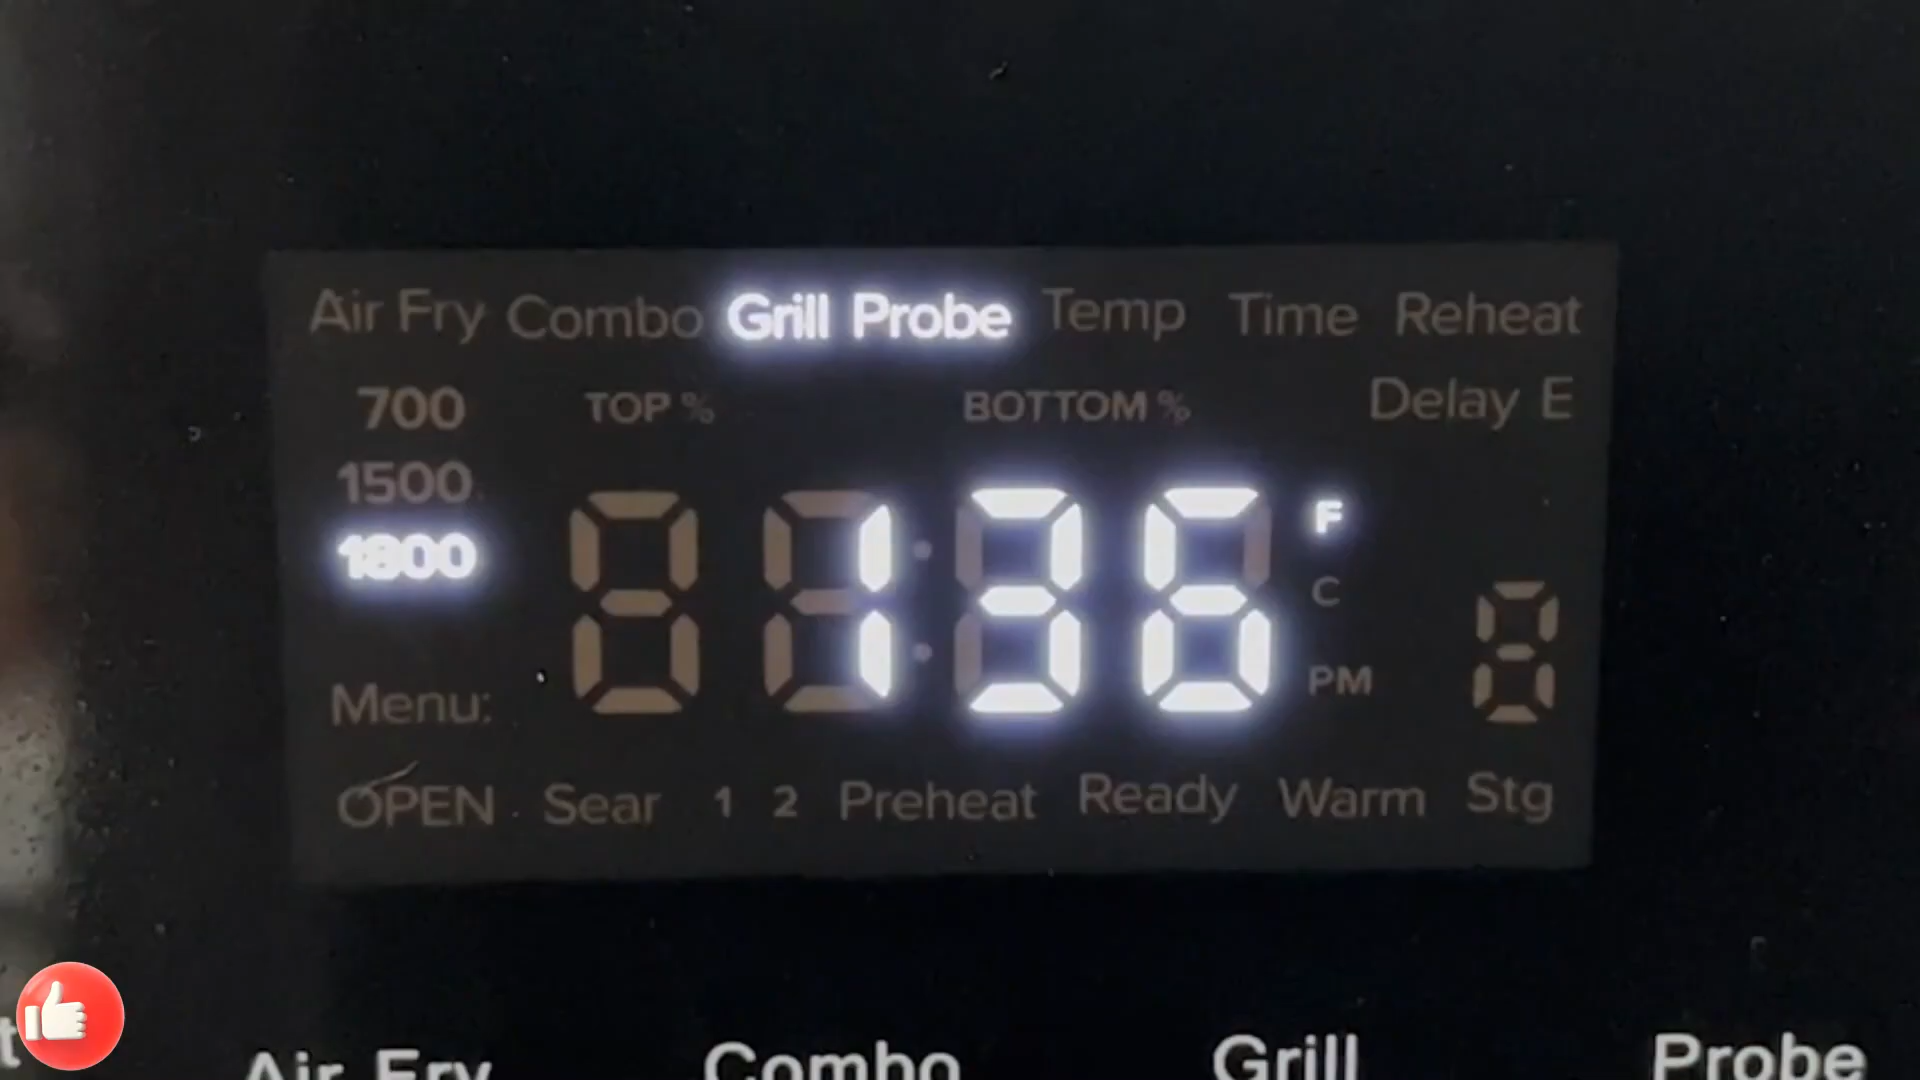 Air Fry Combo Grill Probe Temp Time Reheat
700 TOP % BOTTOM % Delay E
1500
1800
136 F
C
Menu: PM
OPEN Sear 1 2 Preheat Ready Warm Stg
Air Fry Combo Grill Probe